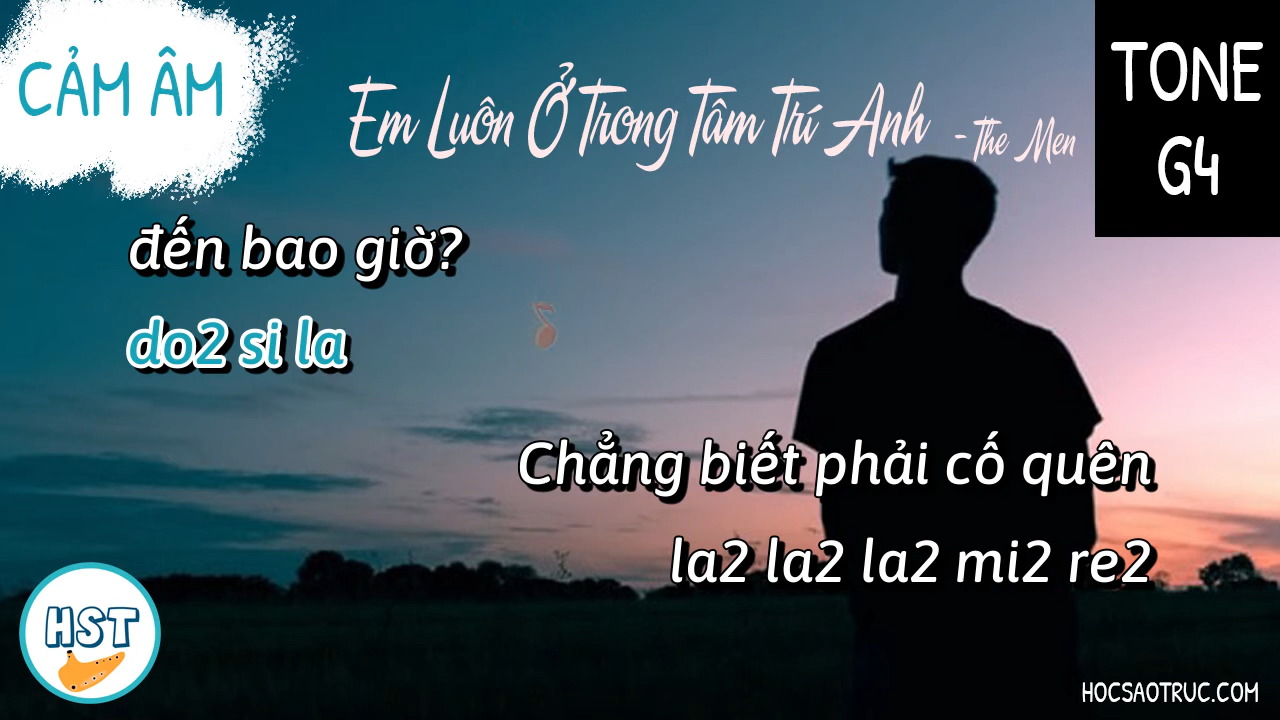 CẢM ÂM
Em Luôn Ở Trong Tâm Trí Anh - The Men
TONE
G4
đến bao giờ?
do2 si la
Chẳng biết phải cố quên
la2 la2 la2 mi2 re2
HST
HOCSAOTRUC.COM